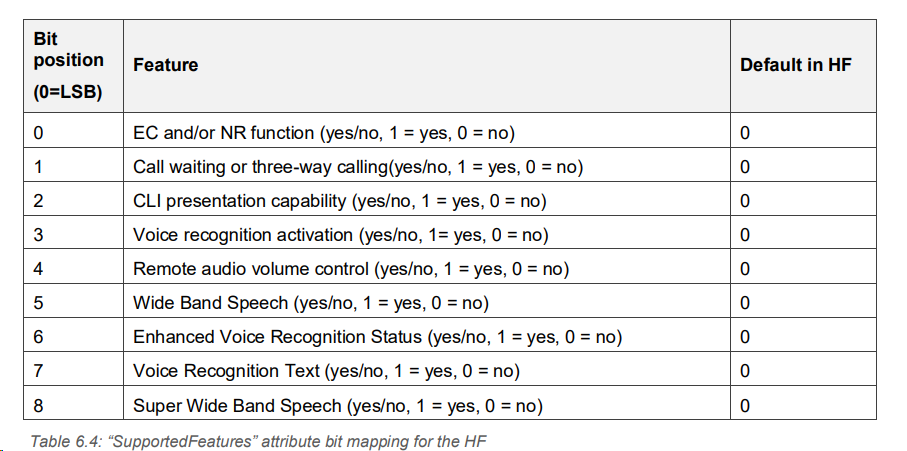 Bit
position
(0=LSB)
Feature
Default in HF
0 EC and/or NR function (yes/no, 1 = yes, 0 = no) 0
1 Call waiting or three-way calling(yes/no, 1 = yes, 0 = no) 0
2 CLI presentation capability (yes/no, 1 = yes, 0 = no) 0
3 Voice recognition activation (yes/no, 1= yes, 0 = no) 0
4 Remote audio volume control (yes/no, 1 = yes, 0 = no) 0
5 Wide Band Speech (yes/no, 1 = yes, 0 = no) 0
6 Enhanced Voice Recognition Status (yes/no, 1 = yes, 0 = no) 0
7 Voice Recognition Text (yes/no, 1 = yes, 0 = no) 0
8 Super Wide Band Speech (yes/no, 1 = yes, 0 = no) 0
Table 6.4: “SupportedFeatures” attribute bit mapping for the HF